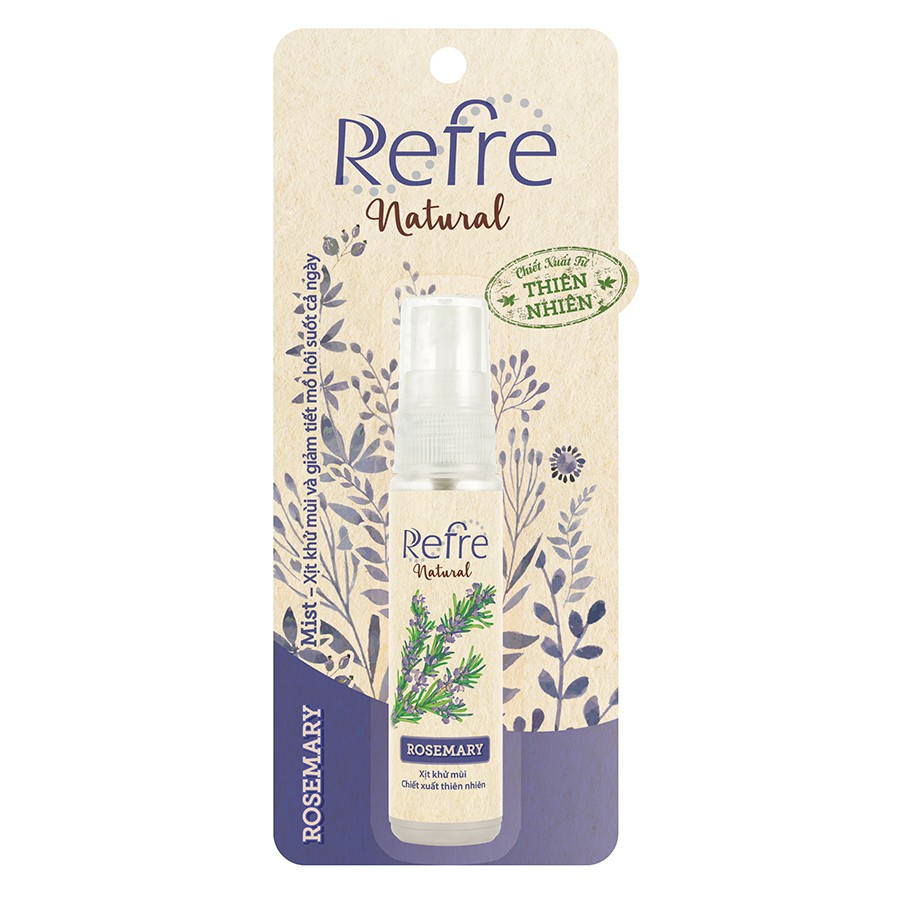 Refre
Natural
Chiết Xuất Từ
THIÊN
NHIÊN
Mist – Xịt khử mùi và giảm tiết mồ hôi suốt cả ngày
ROSEMARY
Refre
Natural
ROSEMARY
Xịt khử mùi
Chiết xuất thiên nhiên